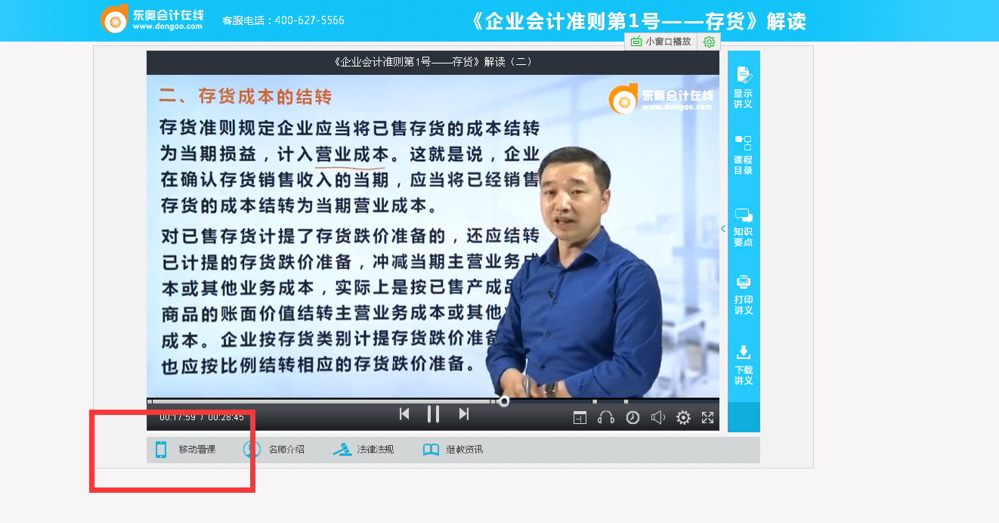 东奥会计在线
www.dongao.com
客服电话：400-627-5566
《企业会计准则第1号——存货》解读
小窗口播放
《企业会计准则第1号——存货》解读（二）
二、存货成本的结转
东奥会计在线
www.dongao.com
存货准则规定企业应当将已售存货的成本结转
为当期损益，计入营业成本。这就是说，企业
在确认存货销售收入的当期，应当将已经销售
存货的成本结转为当期营业成本。
对已售存货计提了存货跌价准备的，还应结转
已计提的存货跌价准备，冲减当期主营业务成
本或其他业务成本，实际上是按已售产成品
商品的账面价值结转主营业务成本或其他
成本。企业按存货类别计提存货跌价准备
也应按比例结转相应的存货跌价准备。
显示
讲义
课程
目录
知识
要点
打印
讲义
下载
讲义
00:17:59 / 00:28:45
移动看课
名师介绍
法律法规
继教资讯